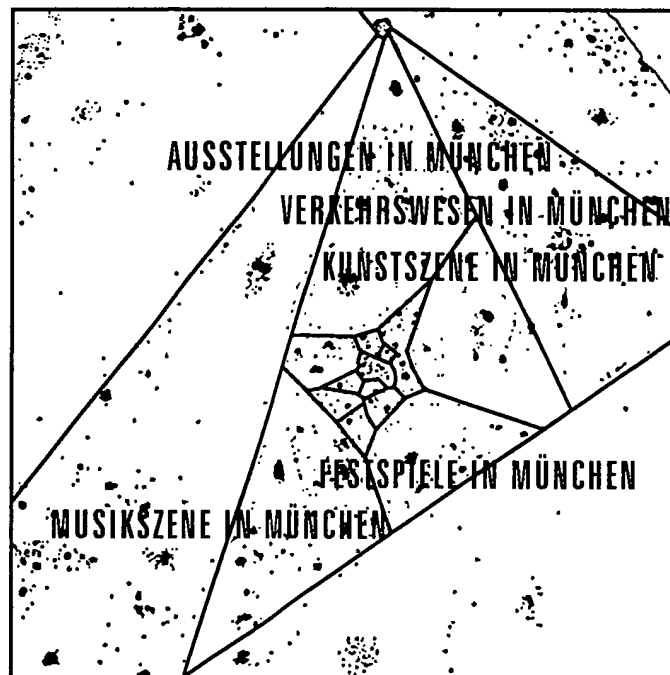 AUSSTELLUNGEN IN MÜNCHEN
VERKEHRSWESEN IN MÜNCHEN
KUNSTSZENE IN MÜNCHEN
FESTSPIELE IN MÜNCHEN
MUSIKSZENE IN MÜNCHEN